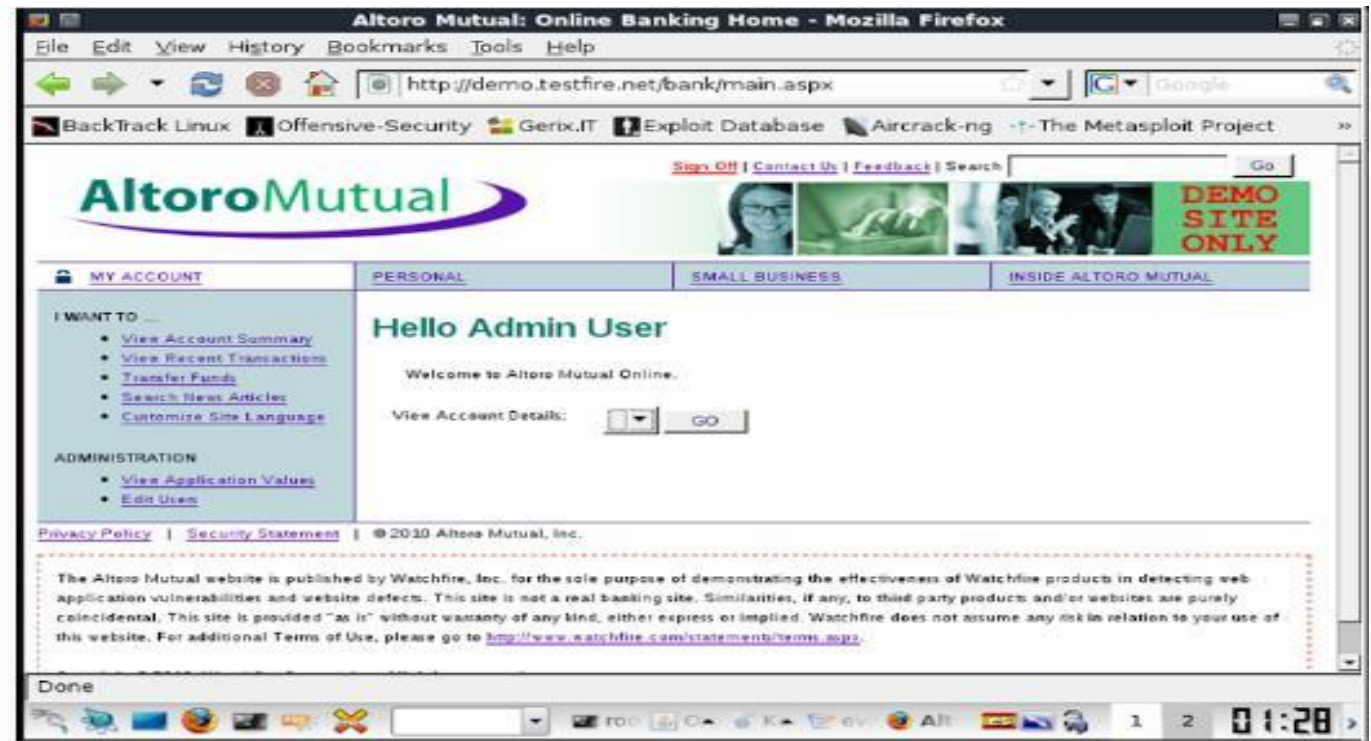 Altoro Mutual: Online Banking Home - Mozilla Firefox
File Edit View History Bookmarks Tools Help
http://demo.testfire.net/bank/main.aspx Google
BackTrack Linux Offensive-Security Gerix.IT Exploit Database Aircrack-ng The Metasploit Project »
Sign Off | Contact Us | Feedback | Search Go
AltoroMutual
DEMO
SITE
ONLY
MY ACCOUNT PERSONAL SMALL BUSINESS INSIDE ALTORO MUTUAL
I WANT TO ...
• View Account Summary
• View Recent Transactions
• Transfer Funds
• Search News Articles
• Customize Site Language
ADMINISTRATION
• View Application Values
• Edit Users
Hello Admin User
Welcome to Altoro Mutual Online.
View Account Details: GO
Privacy Policy | Security Statement | © 2010 Altoro Mutual, Inc.
The Altoro Mutual website is published by Watchfire, Inc. for the sole purpose of demonstrating the effectiveness of Watchfire products in detecting web
application vulnerabilities and website defects. This site is not a real banking site. Similarities, if any, to third party products and/or websites are purely
coincidental. This site is provided "as is" without warranty of any kind, either express or implied. Watchfire does not assume any risk in relation to your use of
this website. For additional Terms of Use, please go to http://www.watchfire.com/statements/terms.aspx.
Done
1 2 01:28